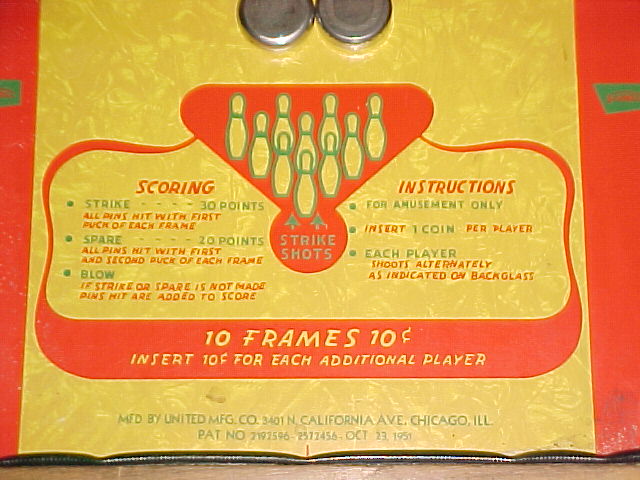 SCORING
STRIKE - - - - 30 POINTS
ALL PINS HIT WITH FIRST
PUCK OF EACH FRAME
SPARE - - - - 20 POINTS
ALL PINS HIT WITH FIRST
AND SECOND PUCK OF EACH FRAME
BLOW
IF STRIKE OR SPARE IS NOT MADE
PINS HIT ARE ADDED TO SCORE
STRIKE
SHOTS
INSTRUCTIONS
FOR AMUSEMENT ONLY
INSERT 1 COIN PER PLAYER
EACH PLAYER
SHOOTS ALTERNATELY
AS INDICATED ON BACKGLASS
10 FRAMES 10¢
INSERT 10¢ FOR EACH ADDITIONAL PLAYER
MFD BY UNITED MFG. CO. 3401 N. CALIFORNIA AVE. CHICAGO, ILL.
PAT NO 2192596 - 2572456 - OCT 23, 1951